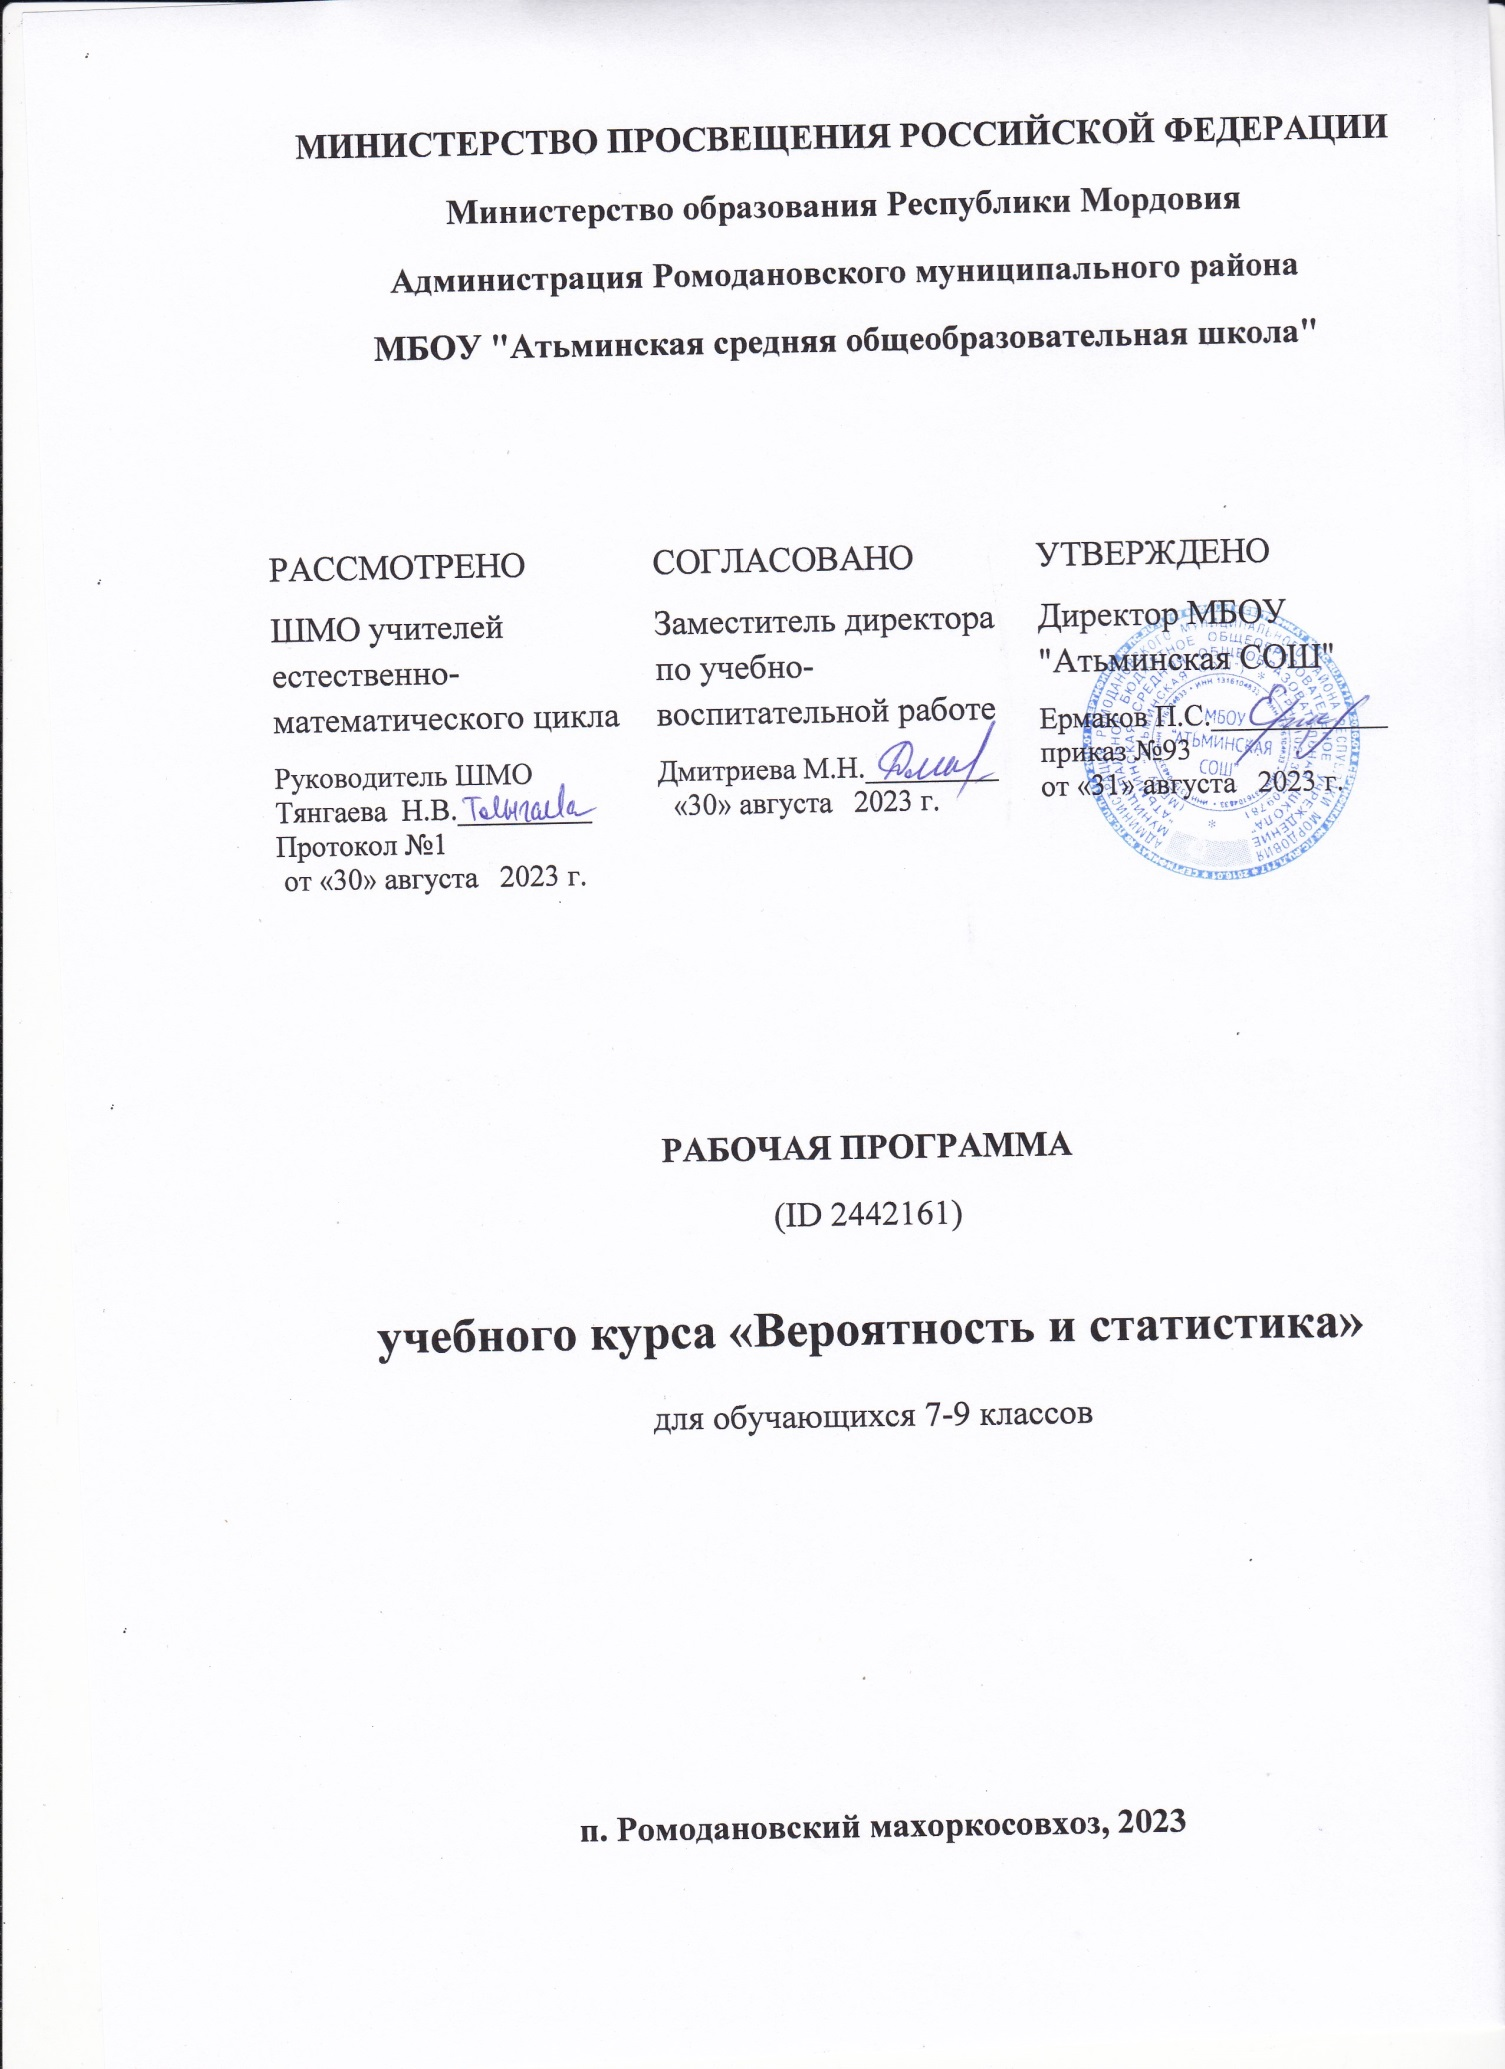 МИНИСТЕРСТВО ПРОСВЕЩЕНИЯ РОССИЙСКОЙ ФЕДЕРАЦИИ
Министерство образования Республики Мордовия
Администрация Ромодановского муниципального района
МБОУ "Атьминская средняя общеобразовательная школа"
РАССМОТРЕНО
ШМО учителей
естественно-
математического цикла
Руководитель ШМО
Тянгаева Н.В.
Протокол №1
от «30» августа 2023 г.
СОГЛАСОВАНО
Заместитель директора
по учебно-
воспитательной работе
Дмитриева М.Н.
«30» августа 2023 г.
УТВЕРЖДЕНО
Директор МБОУ
"Атьминская СОШ"
Ермаков П.С.
приказ №93
от «31» августа 2023 г.
МБОУ
"АТЬМИНСКАЯ
СОШ"
РАБОЧАЯ ПРОГРАММА
(ID 2442161)
учебного курса «Вероятность и статистика»
для обучающихся 7-9 классов
п. Ромодановский махоркосовхоз, 2023